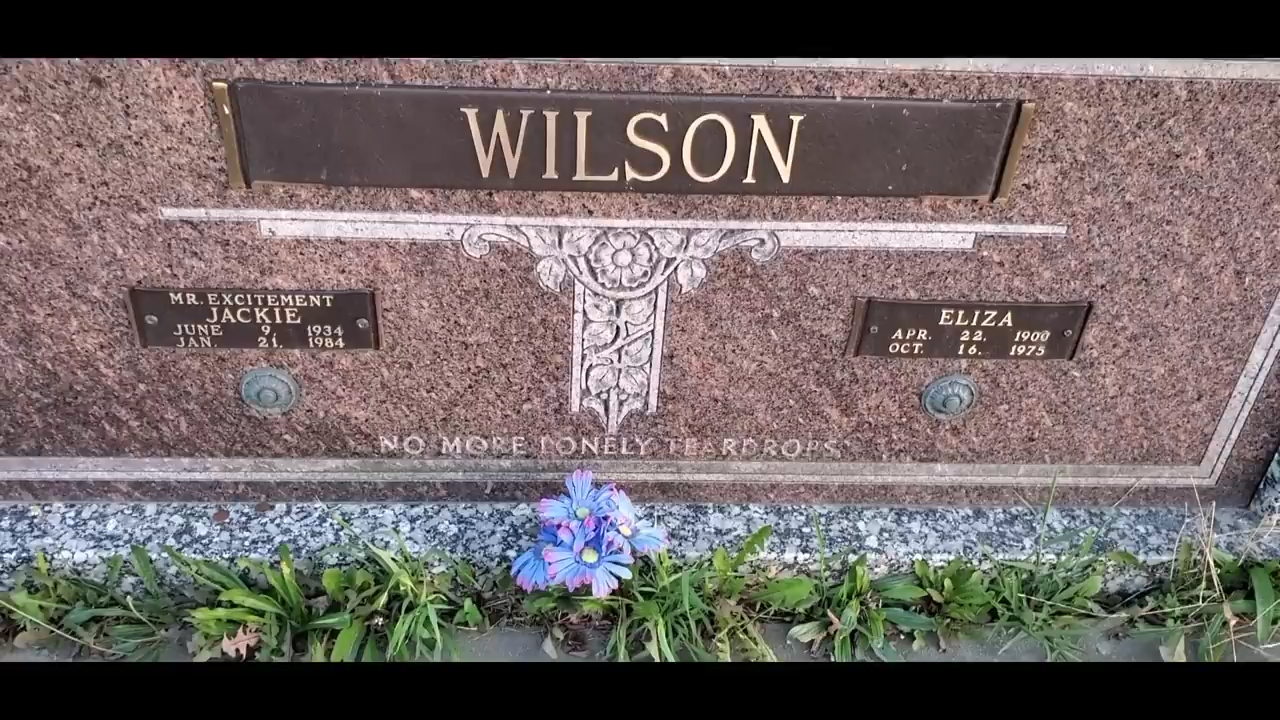 WILSON
MR. EXCITEMENT
JACKIE
JUNE 9, 1934
JAN. 21. 1984
ELIZA
APR. 22. 1900
OCT. 16. 1975
NO MORE LONELY TEARDROPS